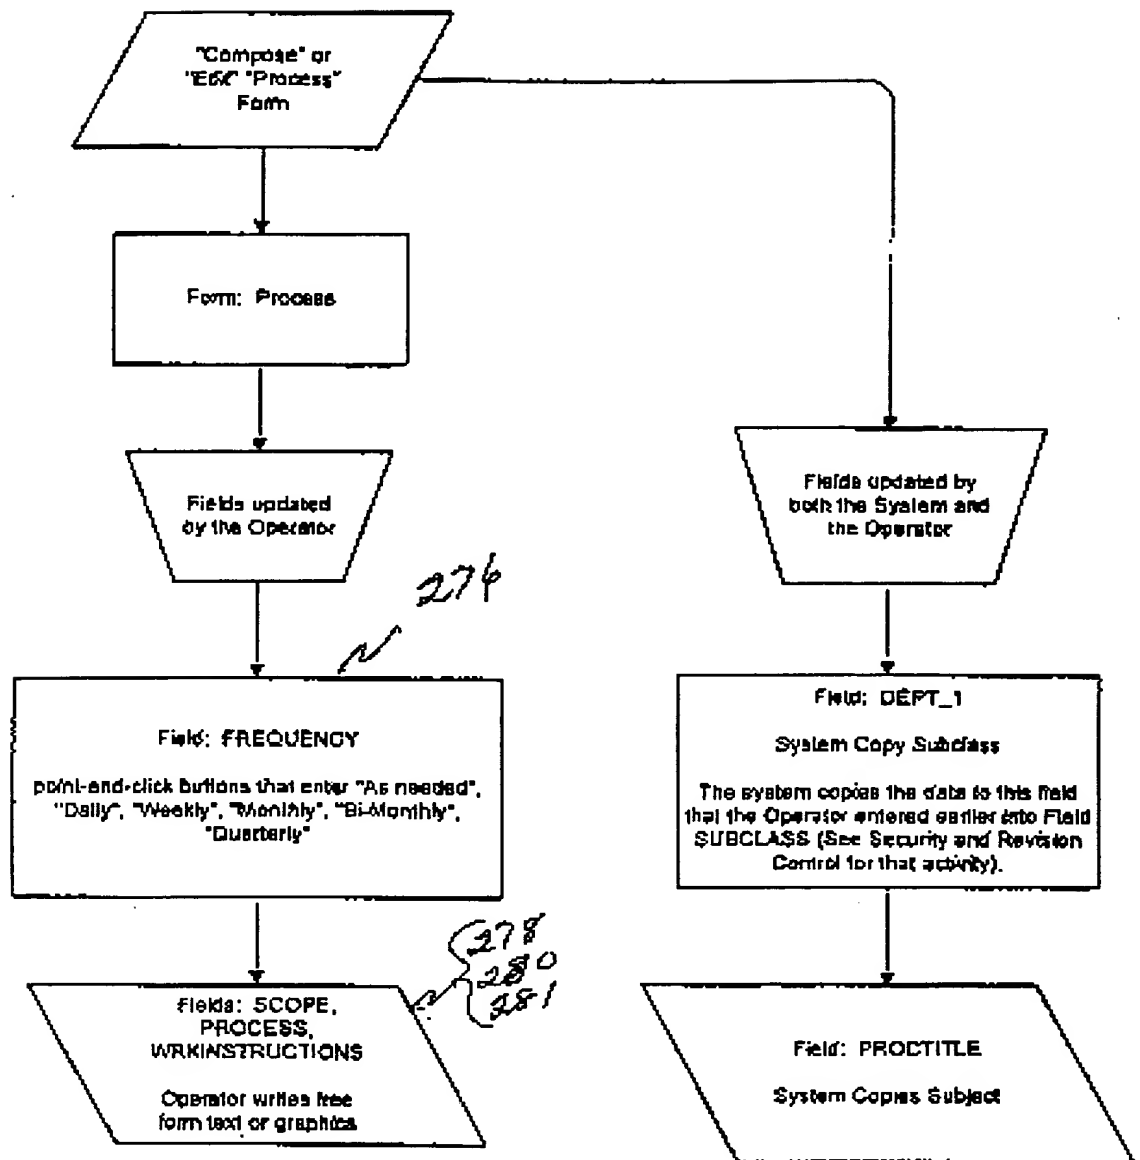 "Compose" or
"Edit" "Process"
Form
Form: Process
Fields updated
by the Operator
276
Field: FREQUENCY
point-and-click buttons that enter "As needed",
"Daily", "Weekly", "Monthly", "Bi-Monthly",
"Quarterly"
278
280
281
Fields: SCOPE,
PROCESS,
WRKINSTRUCTIONS
Operator writes free
form text or graphics
Fields updated by
both the System and
the Operator
Field: DEPT_1
System Copy Subclass
The system copies the data to this field
that the Operator entered earlier into Field
SUBCLASS (See Security and Revision
Control for that activity).
Field: PROCTITLE
System Copies Subject